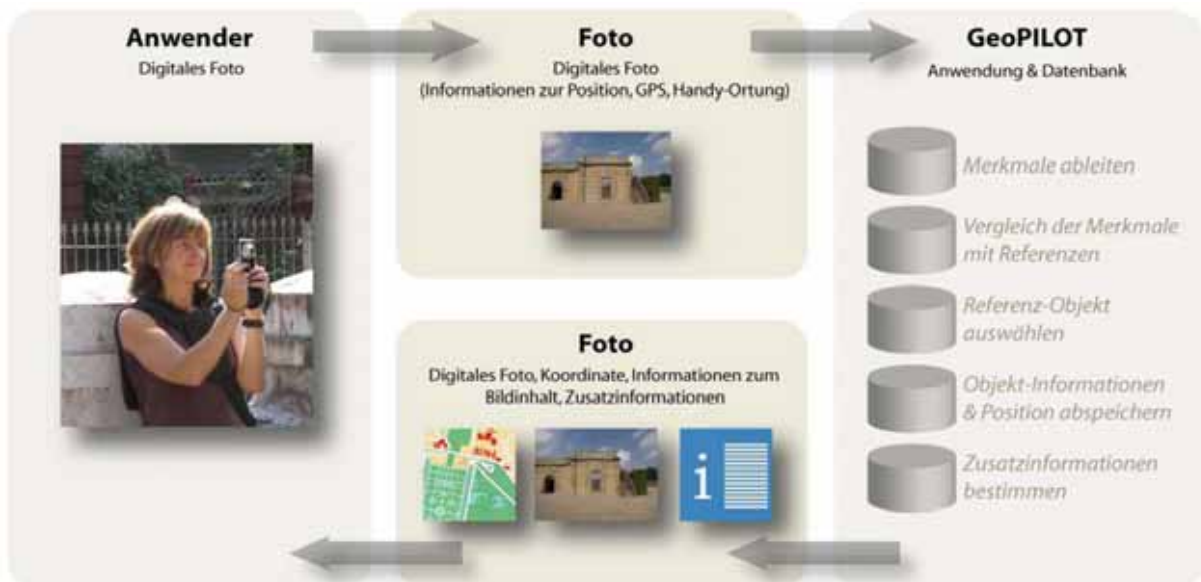 Anwender
Digitales Foto
Foto
Digitales Foto
(Informationen zur Position, GPS, Handy-Ortung)
GeoPILOT
Anwendung & Datenbank
Merkmale ableiten
Vergleich der Merkmale
mit Referenzen
Referenz-Objekt
auswählen
Objekt-Informationen
& Position abspeichern
Zusatzinformationen
bestimmen
Foto
Digitales Foto, Koordinate, Informationen zum
Bildinhalt, Zusatzinformationen
i